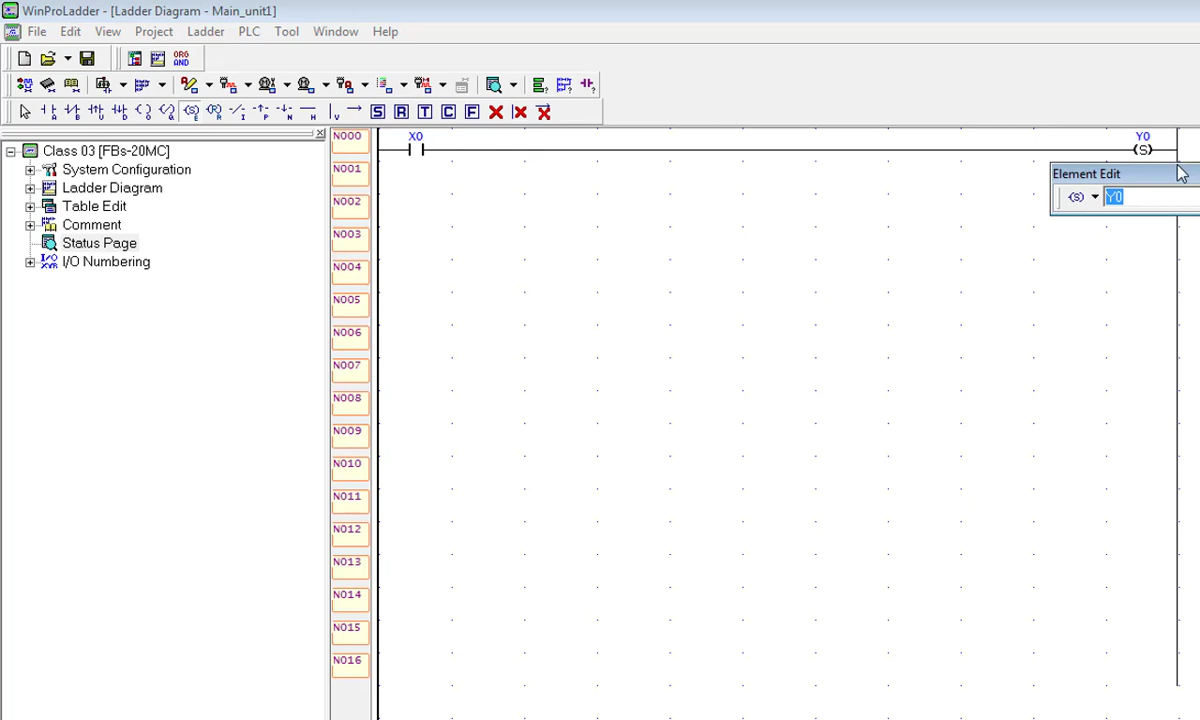 WinProLadder - [Ladder Diagram - Main_unit1]
File Edit View Project Ladder PLC Tool Window Help
ORG
AND
A B U D O Q (S) E (R) R I P N H V S R T C F
Class 03 [FBs-20MC]
System Configuration
Ladder Diagram
Table Edit
Comment
Status Page
I/O Numbering
N000
N001
N002
N003
N004
N005
N006
N007
N008
N009
N010
N011
N012
N013
N014
N015
N016
X0
Y0
(S)
Element Edit
(S) Y0